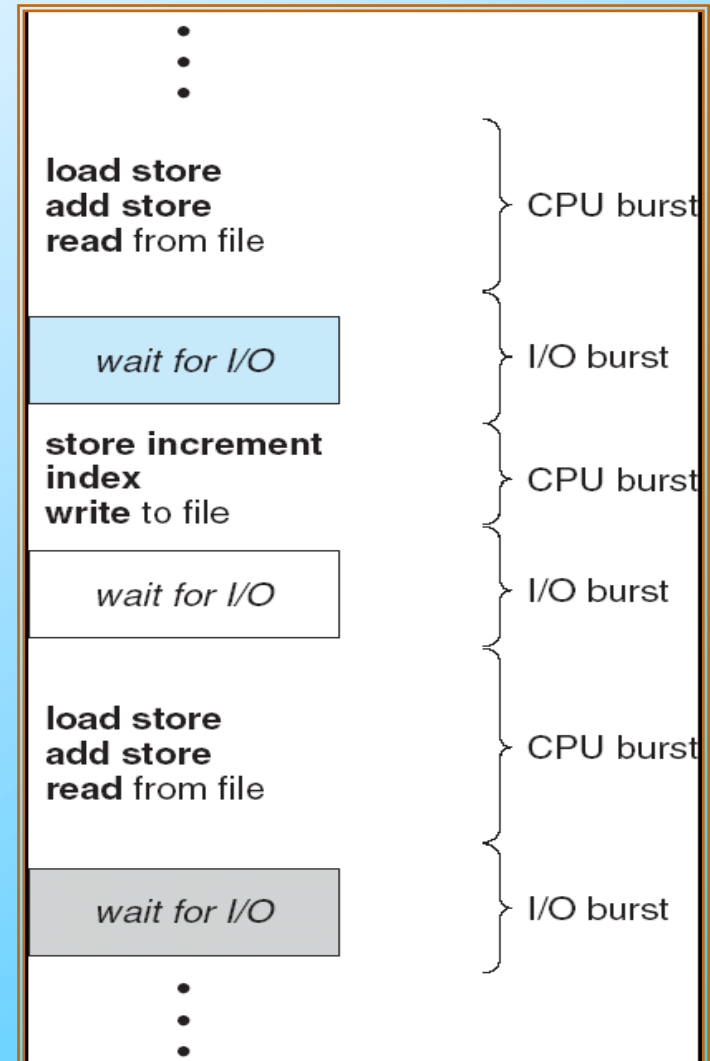 load store
add store
read from file
CPU burst
wait for I/O
I/O burst
store increment
index
write to file
CPU burst
wait for I/O
I/O burst
load store
add store
read from file
CPU burst
wait for I/O
I/O burst